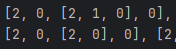 [2, 0, [2, 1, 0], 0],
[2, 0, [2, 0], 0], [2,